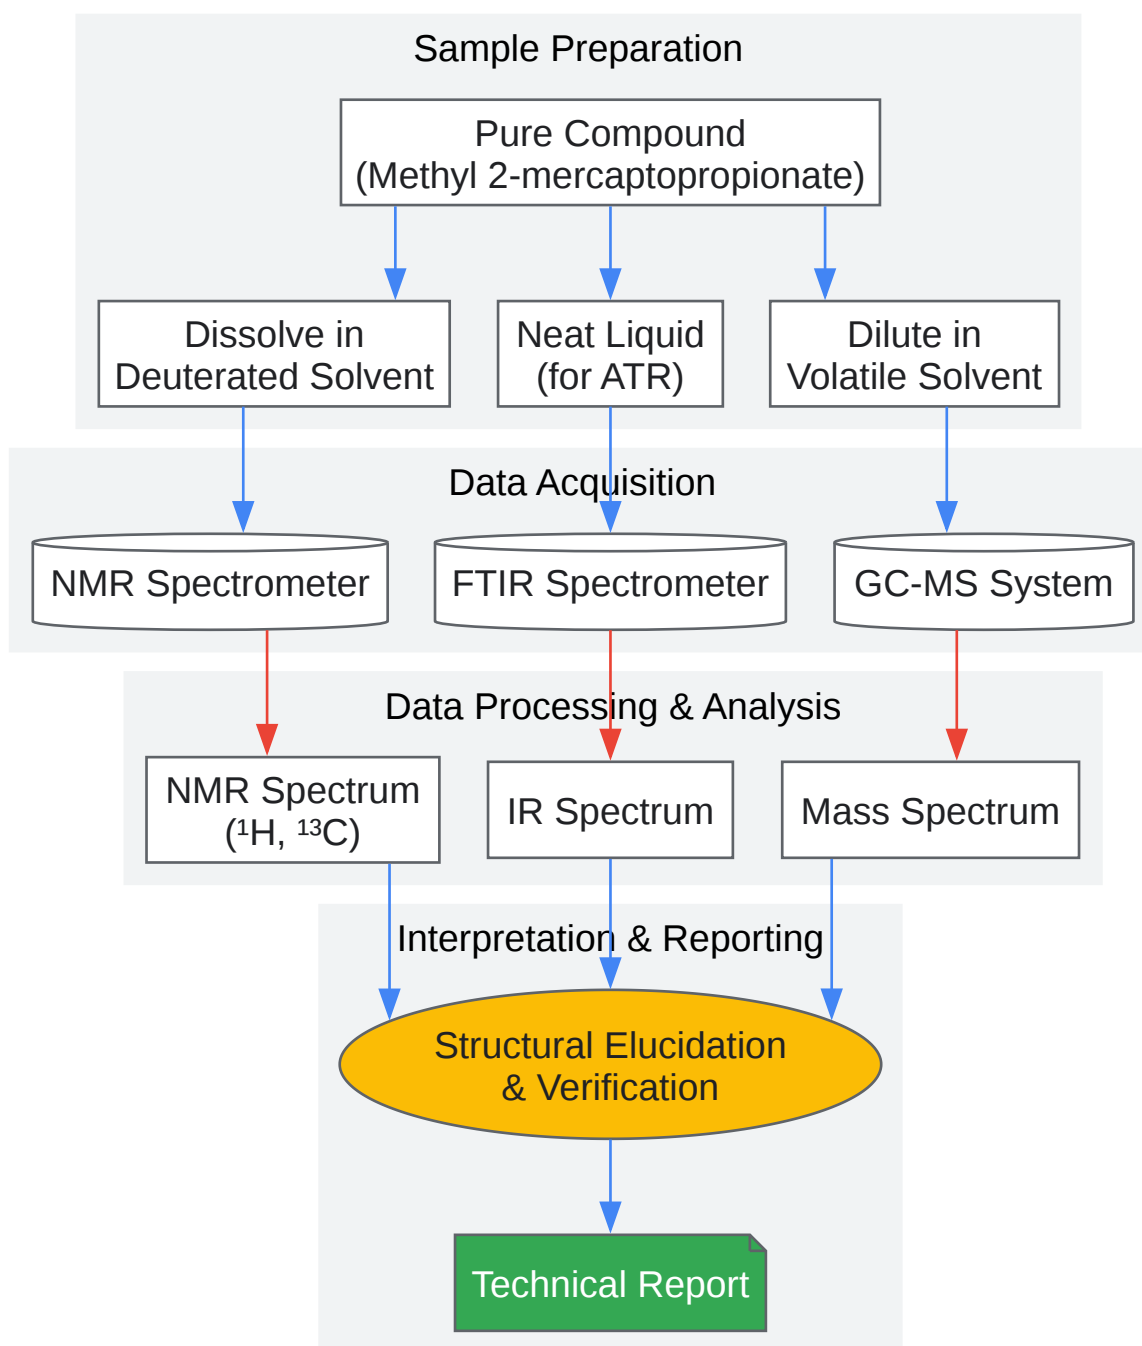 Sample Preparation
Pure Compound
(Methyl 2-mercaptopropionate)
Dissolve in
Deuterated Solvent
Neat Liquid
(for ATR)
Dilute in
Volatile Solvent
Data Acquisition
NMR Spectrometer
FTIR Spectrometer
GC-MS System
Data Processing & Analysis
NMR Spectrum
(¹H, ¹³C)
IR Spectrum
Mass Spectrum
Interpretation & Reporting
Structural Elucidation
& Verification
Technical Report